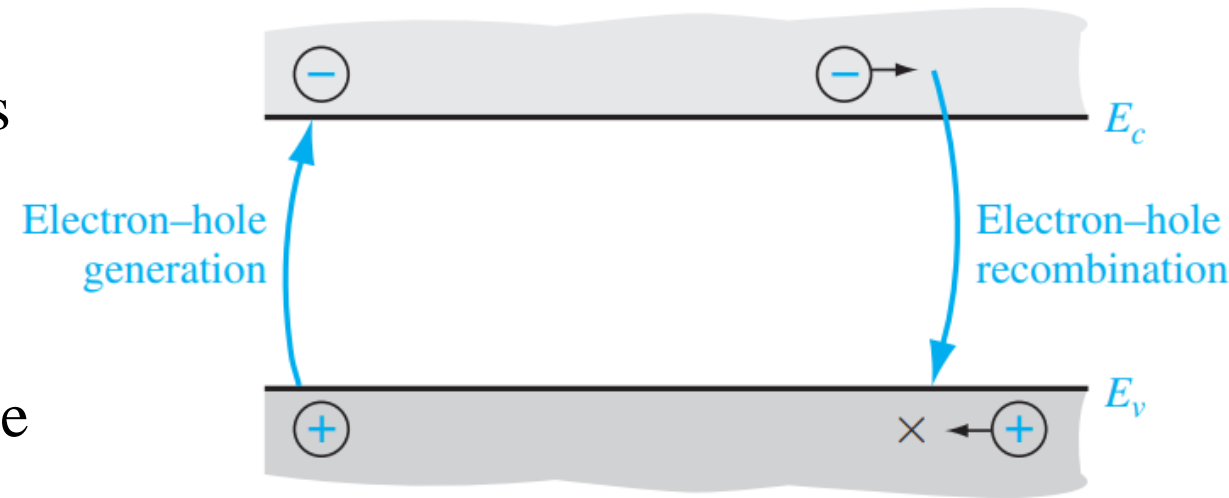 s
−
−
E_c
Electron–hole
generation
Electron–hole
recombination
E_v
e
+
×
+